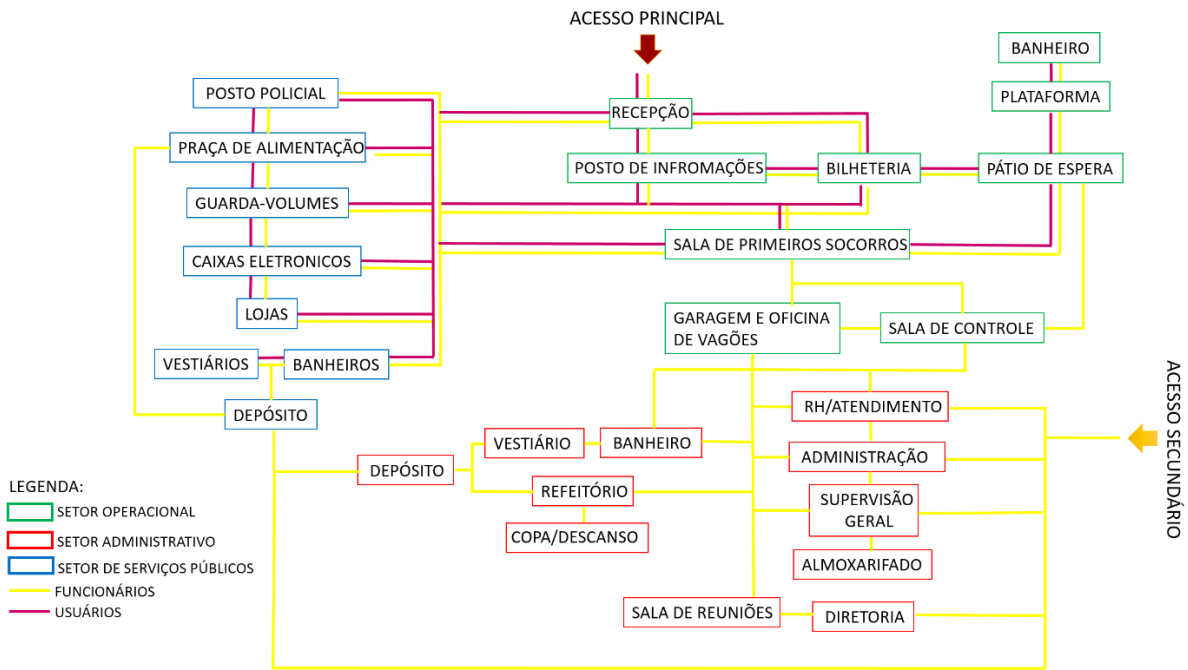 ACESSO PRINCIPAL
BANHEIRO
POSTO POLICIAL
PLATAFORMA
RECEPÇÃO
PRAÇA DE ALIMENTAÇÃO
POSTO DE INFROMAÇÕES
BILHETERIA
PÁTIO DE ESPERA
GUARDA-VOLUMES
SALA DE PRIMEIROS SOCORROS
CAIXAS ELETRONICOS
LOJAS
GARAGEM E OFICINA
DE VAGÕES
SALA DE CONTROLE
VESTIÁRIOS
BANHEIROS
DEPÓSITO
RH/ATENDIMENTO
ACESSO SECUNDÁRIO
VESTIÁRIO
BANHEIRO
ADMINISTRAÇÃO
DEPÓSITO
REFEITÓRIO
SUPERVISÃO
GERAL
COPA/DESCANSO
ALMOXARIFADO
SALA DE REUNIÕES
DIRETORIA
LEGENDA:
SETOR OPERACIONAL
SETOR ADMINISTRATIVO
SETOR DE SERVIÇOS PÚBLICOS
FUNCIONÁRIOS
USUÁRIOS